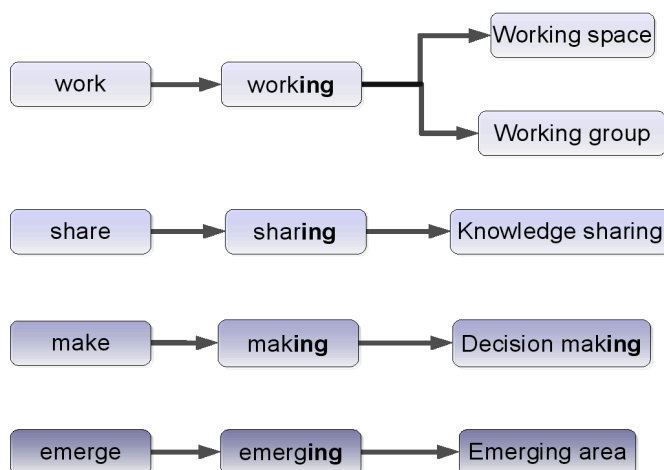 Working space
work
working
Working group
share
sharing
Knowledge sharing
make
making
Decision making
emerge
emerging
Emerging area